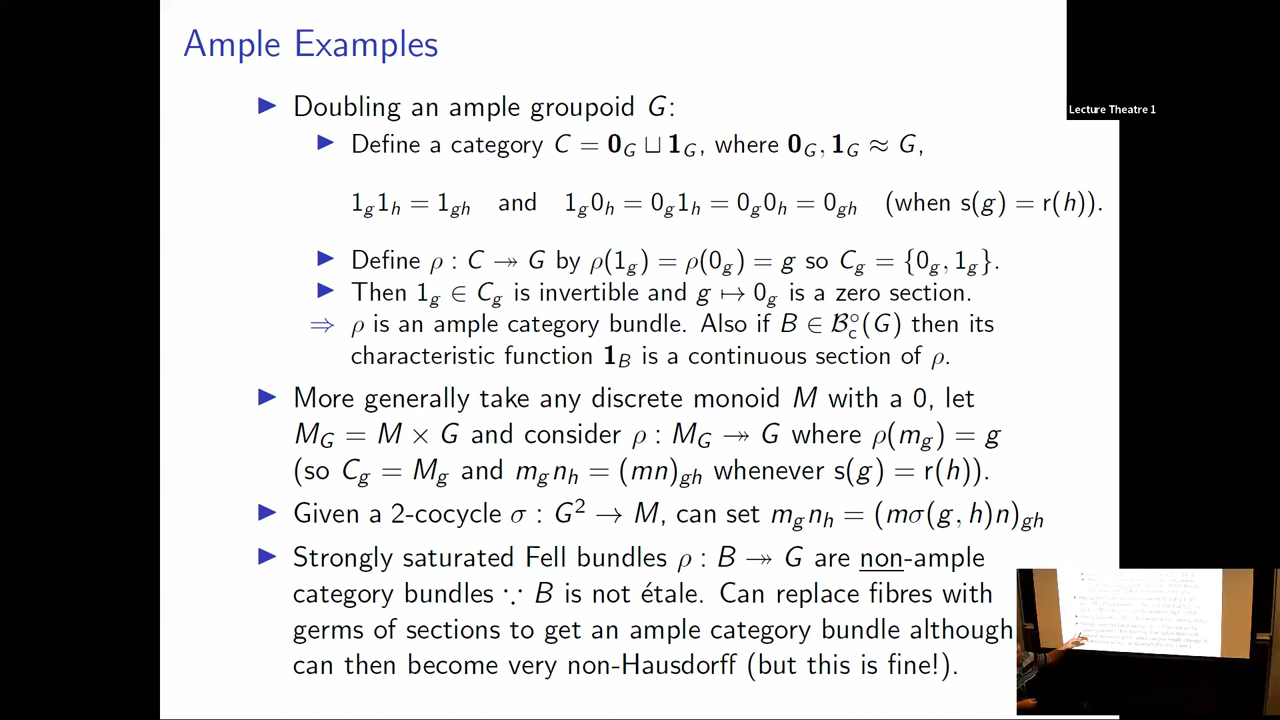 Ample Examples
Lecture Theatre 1
▶ Doubling an ample groupoid G:
▶ Define a category C = 𝟎_G ⊔ 𝟏_G, where 𝟎_G, 𝟏_G ≈ G,
1_g1_h = 1_{gh} and 1_g0_h = 0_g1_h = 0_g0_h = 0_{gh} (when s(g) = r(h)).
▶ Define ρ : C ↠ G by ρ(1_g) = ρ(0_g) = g so C_g = {0_g, 1_g}.
▶ Then 1_g ∈ C_g is invertible and g ↦ 0_g is a zero section.
⇒ ρ is an ample category bundle. Also if B ∈ ℬ_c^∘(G) then its
characteristic function 𝟏_B is a continuous section of ρ.
▶ More generally take any discrete monoid M with a 0, let
M_G = M × G and consider ρ : M_G ↠ G where ρ(m_g) = g
(so C_g = M_g and m_gn_h = (mn)_{gh} whenever s(g) = r(h)).
▶ Given a 2-cocycle σ : G² → M, can set m_gn_h = (mσ(g, h)n)_{gh}
▶ Strongly saturated Fell bundles ρ : B ↠ G are non-ample
category bundles ∵ B is not étale. Can replace fibres with
germs of sections to get an ample category bundle although
can then become very non-Hausdorff (but this is fine!).